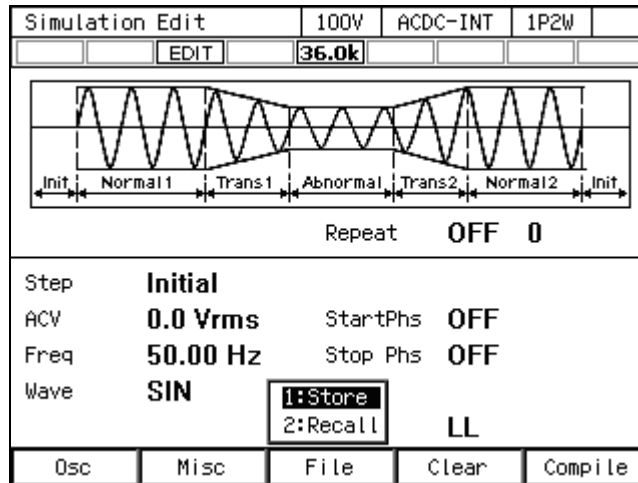 Simulation Edit 100V ACDC-INT 1P2W
EDIT 36.0k
Init Normal1 Trans1 Abnormal Trans2 Normal2 Init
Repeat OFF 0
Step Initial
ACV 0.0 Vrms StartPhs OFF
Freq 50.00 Hz Stop Phs OFF
Wave SIN
1:Store
2:Recall LL
Osc Misc File Clear Compile